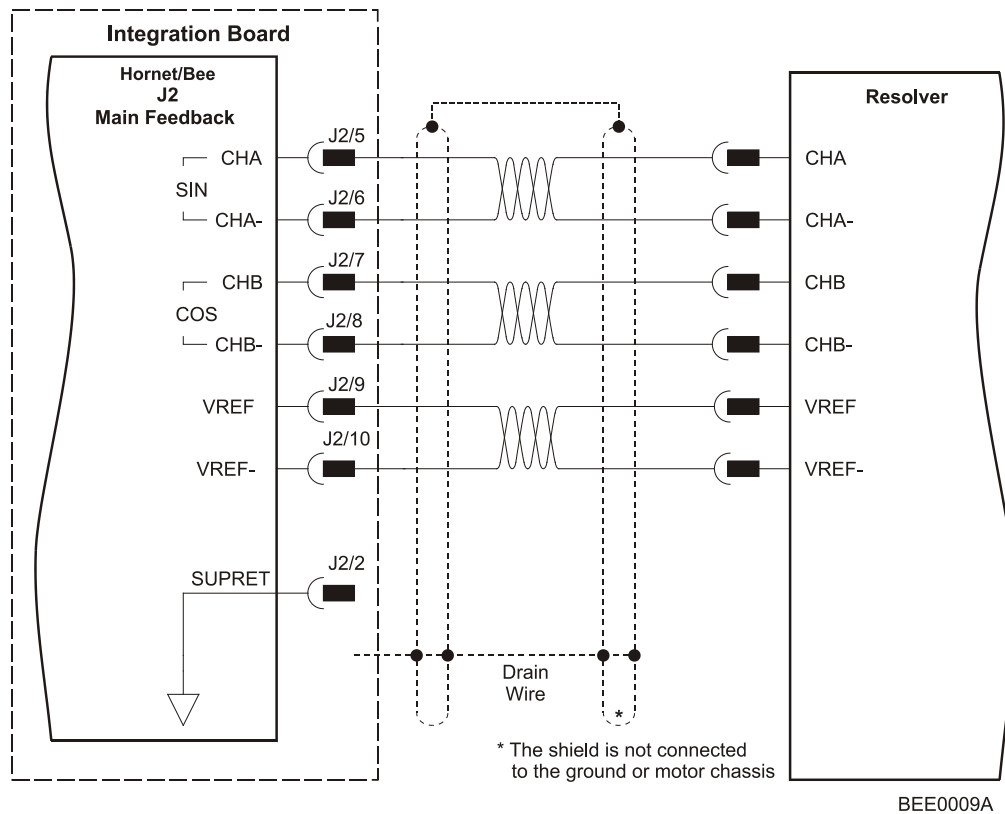 Integration Board
Hornet/Bee
J2
Main Feedback
Resolver
J2/5
CHA
CHA
SIN
J2/6
CHA-
CHA-
J2/7
CHB
CHB
COS
J2/8
CHB-
CHB-
J2/9
VREF
VREF
J2/10
VREF-
VREF-
J2/2
SUPRET
Drain
Wire
*
* The shield is not connected
to the ground or motor chassis
BEE0009A